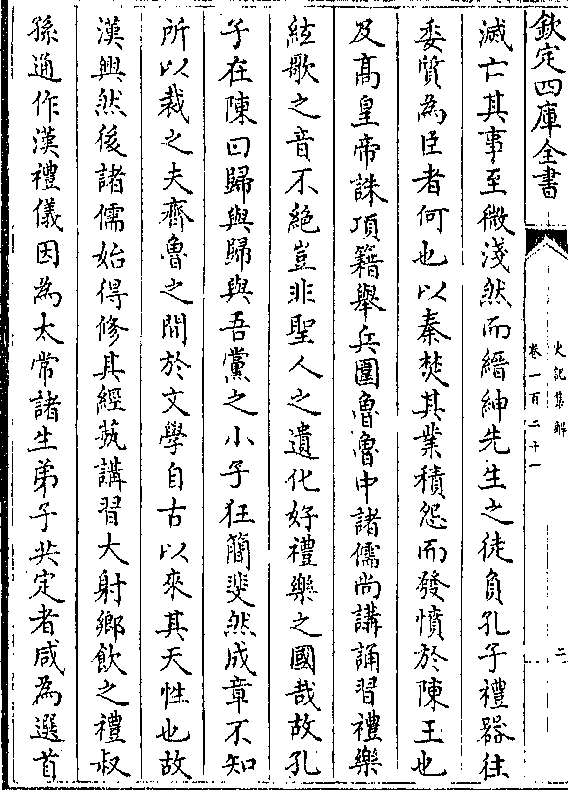 欽定四庫全書
史記集解
卷一百二十一
二
滅亡其事至微淺然而縉紳先生之徒負孔子禮器往
委質為臣者何也以秦焚其業積怨而發憤於陳王也
及髙皇帝誅項籍舉兵圍魯魯中諸儒尚講誦習禮樂
絃歌之音不絶豈非聖人之遺化好禮樂之國哉故孔
子在陳曰歸與歸與吾黨之小子狂簡斐然成章不知
所以裁之夫齊魯之間於文學自古以來其天性也故
漢興然後諸儒始得修其經藝講習大射鄉飲之禮叔
孫通作漢禮儀因為太常諸生弟子共定者咸為選首